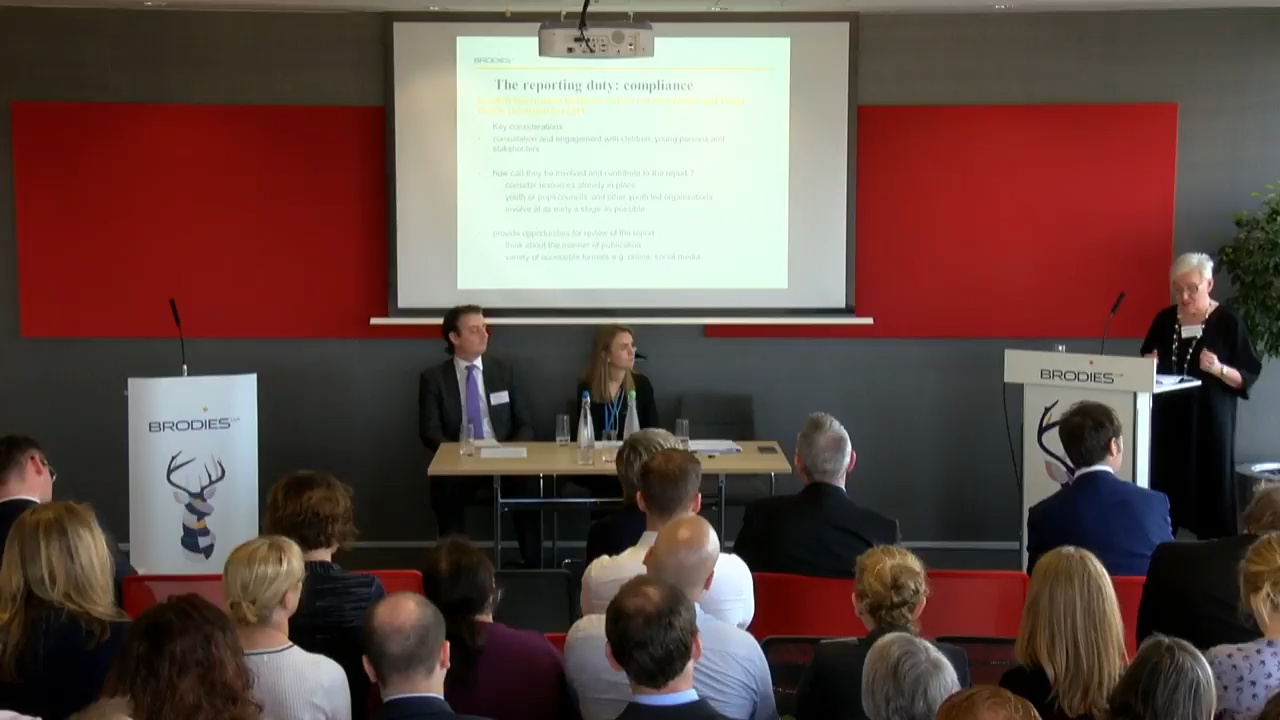 BRODIES
The reporting duty: compliance
Key considerations
consultation and engagement with children, young persons and
stakeholders
how can they be involved and contribute to the report ?
consider resources already in place
youth or pupil councils and other youth led organisations
involve at as early a stage as possible
provide opportunities for review of the report
think about the manner of publication
variety of accessible formats e.g. online, social media
BRODIES LLP
BRODIES LLP